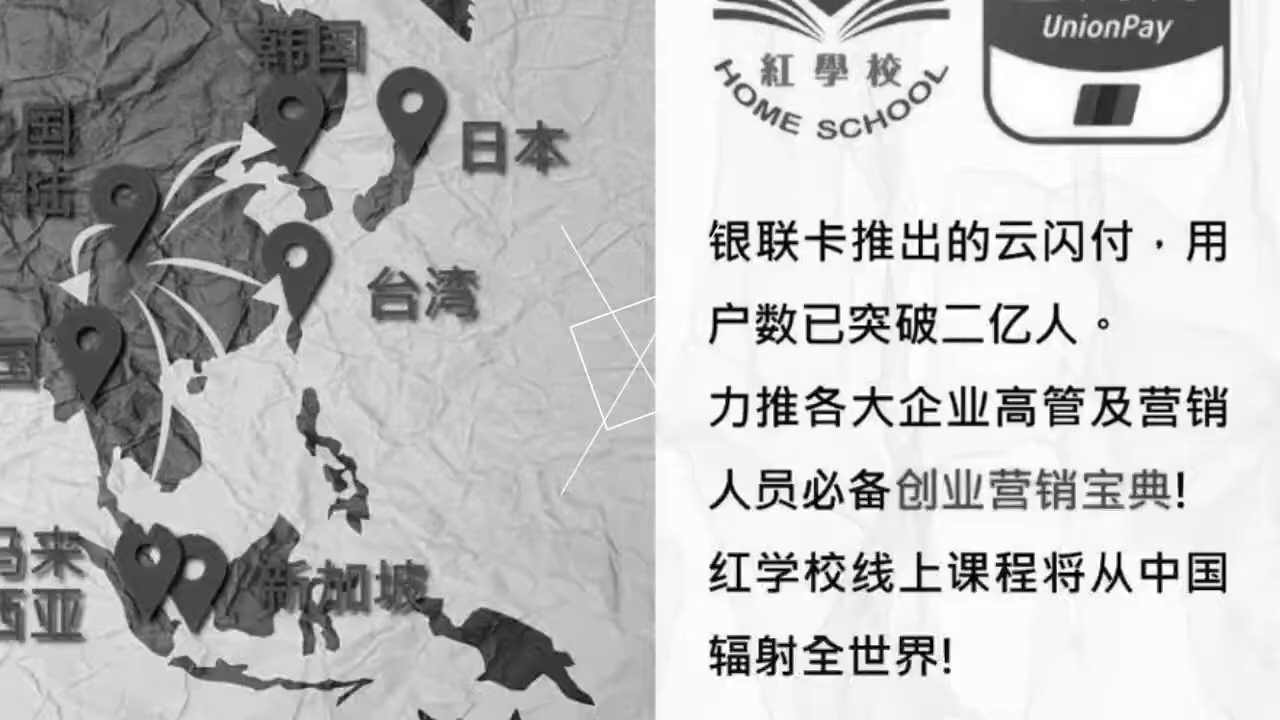 韩国
日本
国
陆
台湾
国
马来
西亚
新加坡
UnionPay
紅學校
HOME SCHOOL
银联卡推出的云闪付，用
户数已突破二亿人。
力推各大企业高管及营销
人员必备创业营销宝典!
红学校线上课程将从中国
辐射全世界!